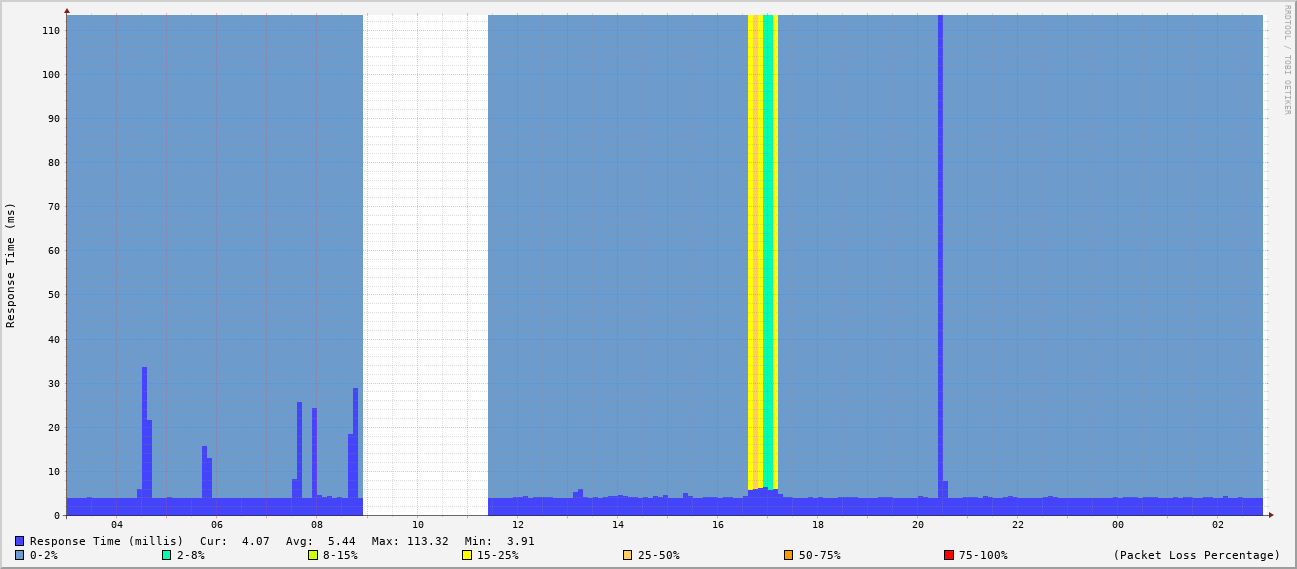 RRDTOOL / TOBI OETIKER
Response Time (ms)
110
100
90
80
70
60
50
40
30
20
10
0
04 06 08 10 12 14 16 18 20 22 00 02
Response Time (millis) Cur: 4.07 Avg: 5.44 Max: 113.32 Min: 3.91
0-2% 2-8% 8-15% 15-25% 25-50% 50-75% 75-100% (Packet Loss Percentage)